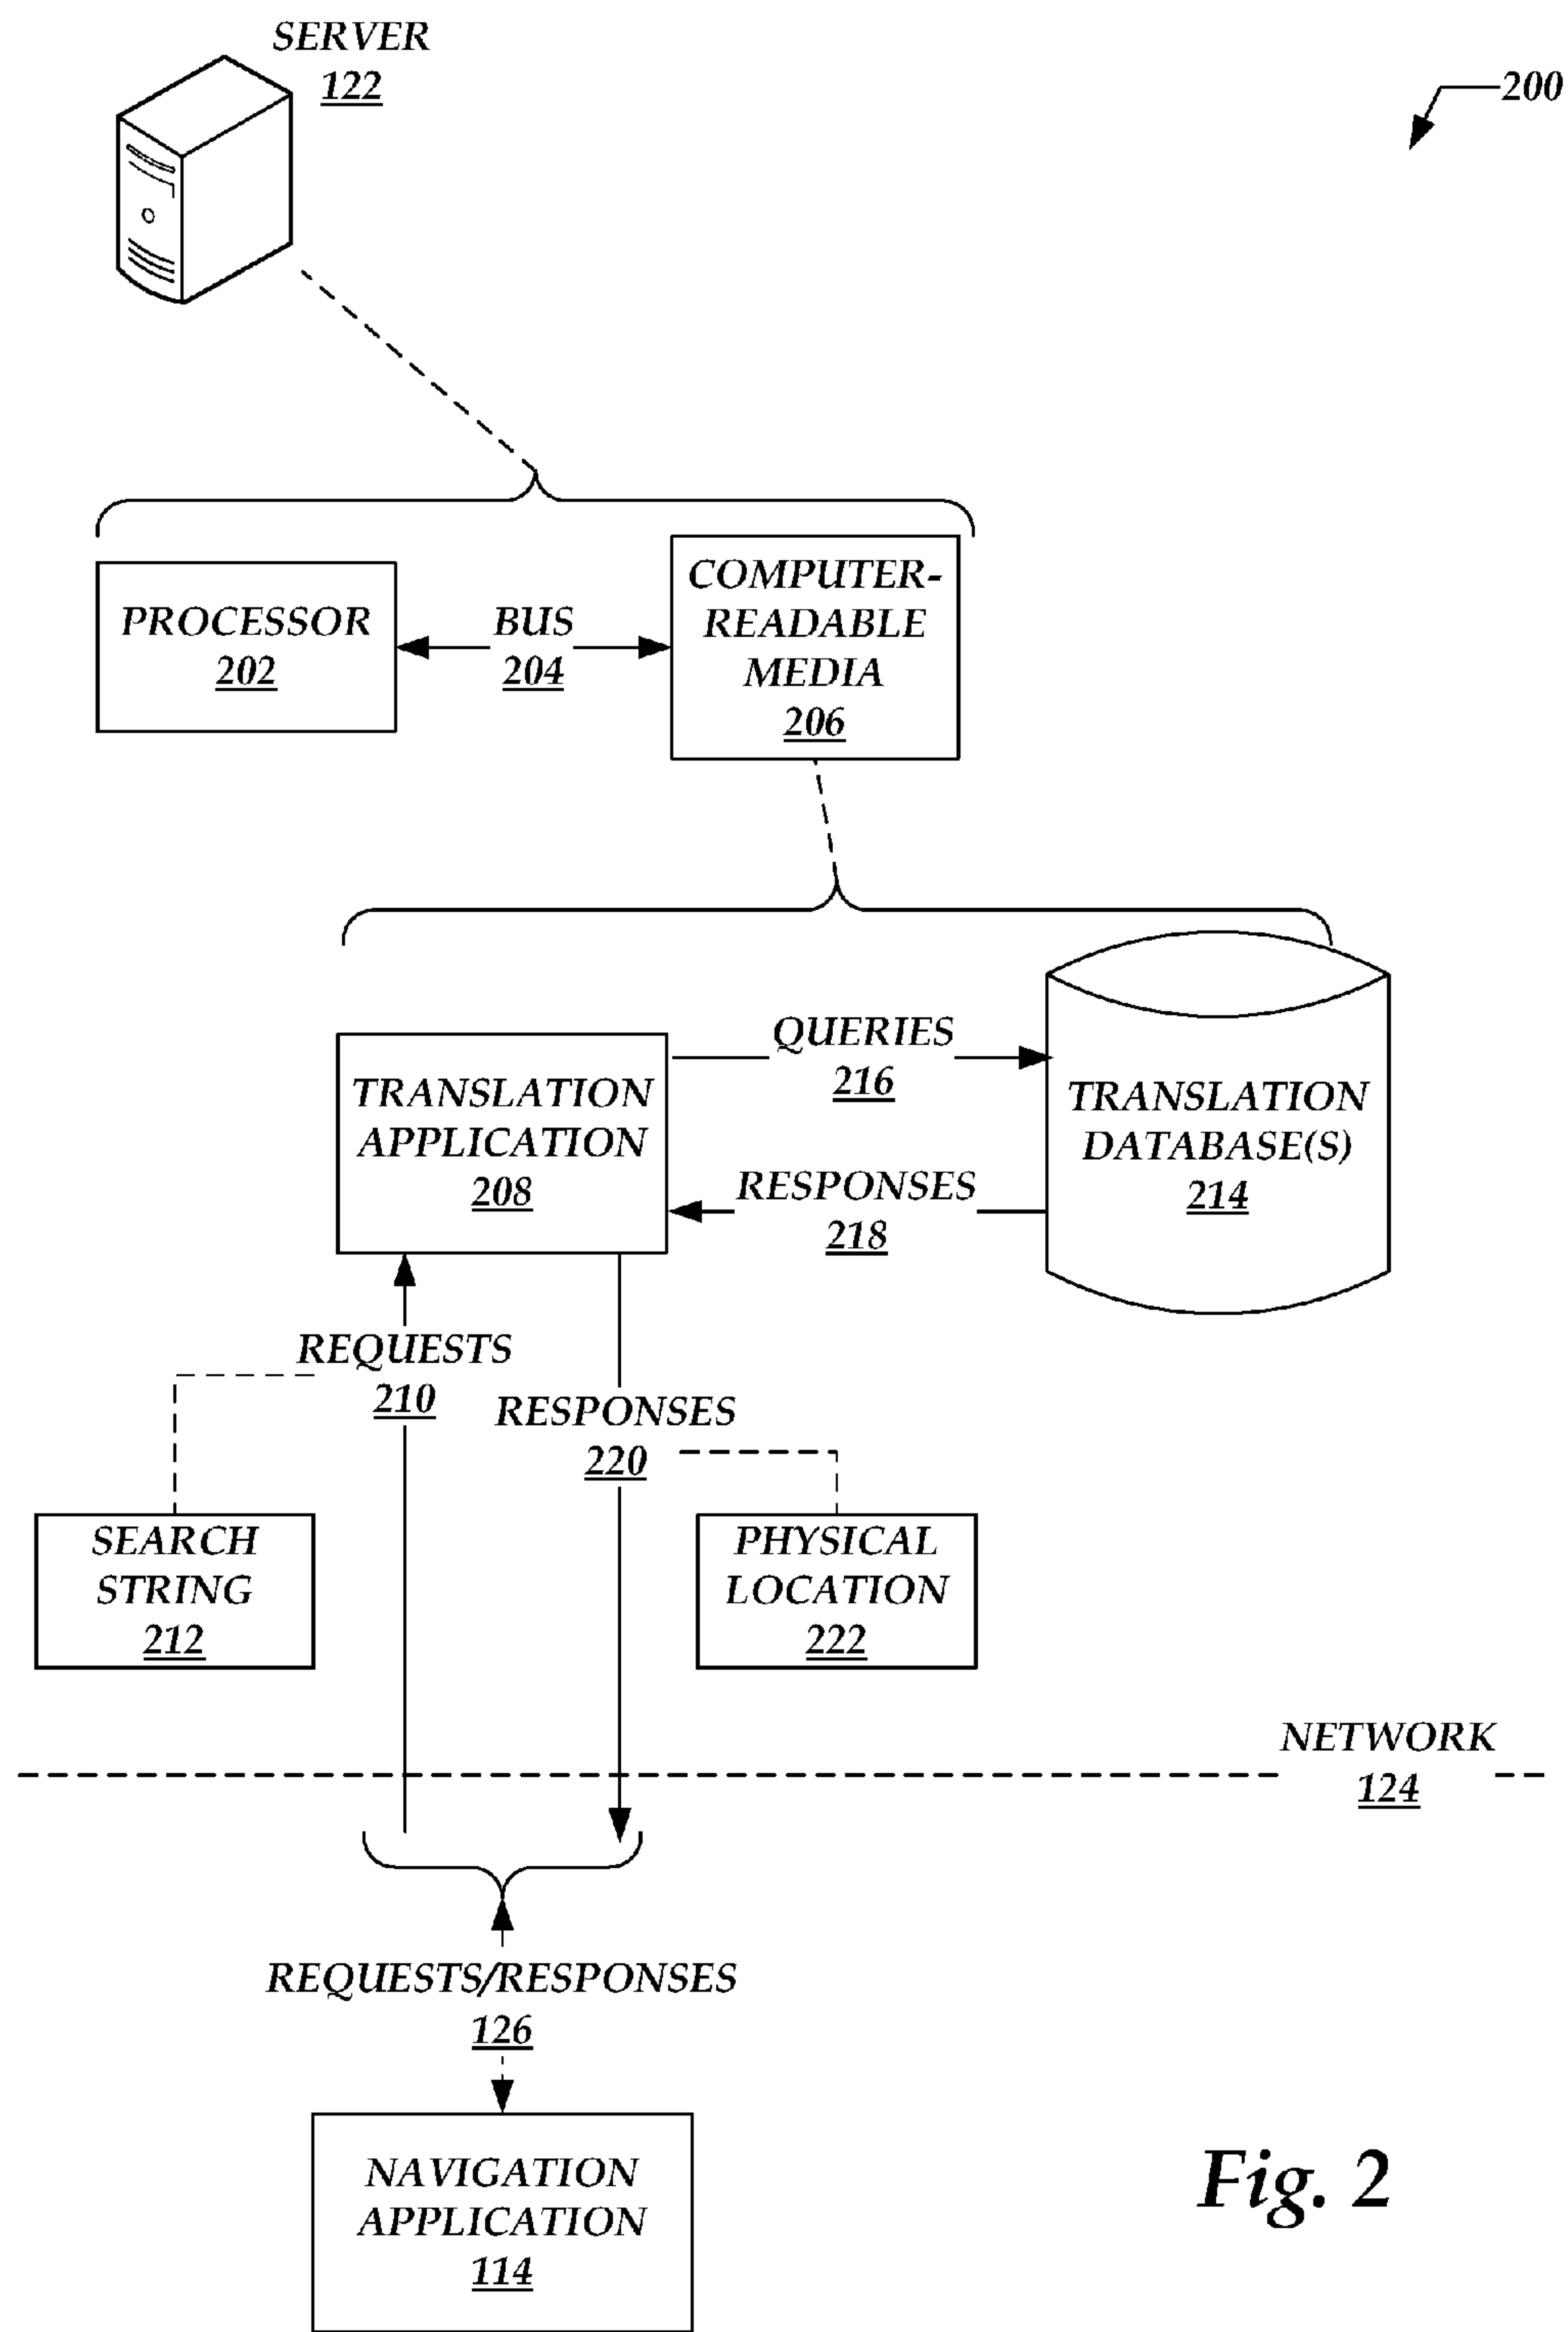 SERVER
122
200
PROCESSOR
202
BUS
204
COMPUTER-
READABLE
MEDIA
206
TRANSLATION
APPLICATION
208
QUERIES
216
RESPONSES
218
TRANSLATION
DATABASE(S)
214
REQUESTS
210
RESPONSES
220
SEARCH
STRING
212
PHYSICAL
LOCATION
222
NETWORK
124
REQUESTS/RESPONSES
126
NAVIGATION
APPLICATION
114
Fig. 2